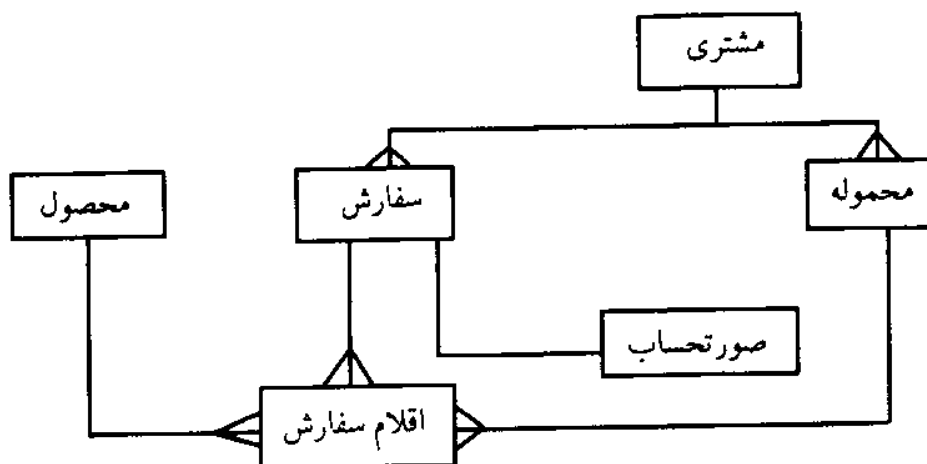 مشتری
محموله
سفارش
محصول
صورتحساب
اقلام سفارش